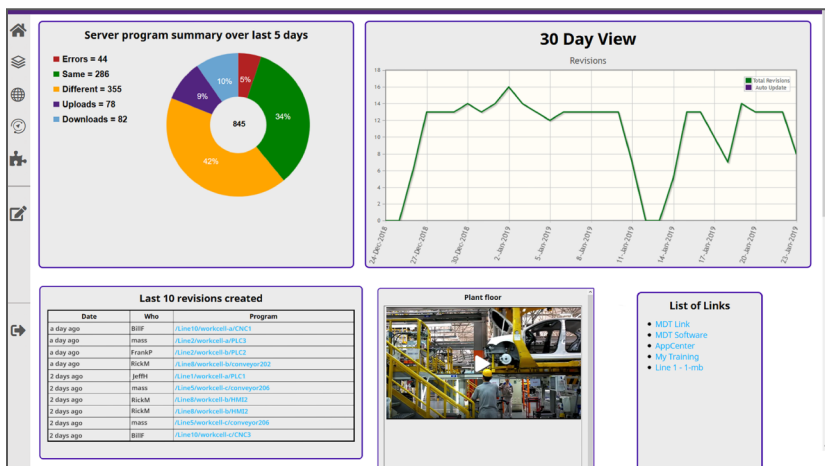 Server program summary over last 5 days
Errors = 44
Same = 286
Different = 355
Uploads = 78
Downloads = 82
5%
34%
42%
9%
10%
845
30 Day View
Revisions
Total Revisions
Auto Update
18
16
14
12
10
8
6
4
2
0
24-Dec-2018
27-Dec-2018
30-Dec-2018
2-Jan-2019
5-Jan-2019
8-Jan-2019
11-Jan-2019
14-Jan-2019
17-Jan-2019
20-Jan-2019
23-Jan-2019
Last 10 revisions created
Date Who Program
a day ago BillF /Line10/workcell-a/CNC1
a day ago mass /Line2/workcell-a/PLC3
a day ago FrankP /Line2/workcell-b/PLC2
a day ago RickM /Line8/workcell-b/conveyor202
2 days ago JeffH /Line1/workcell-a/PLC1
2 days ago mass /Line5/workcell-c/conveyor206
2 days ago RickM /Line8/workcell-b/HMI2
2 days ago RickM /Line8/workcell-b/HMI2
2 days ago mass /Line5/workcell-c/conveyor206
2 days ago BillF /Line10/workcell-c/CNC3
Plant floor
List of Links
MDT Link
MDT Software
AppCenter
My Training
Line 1 - 1-mb